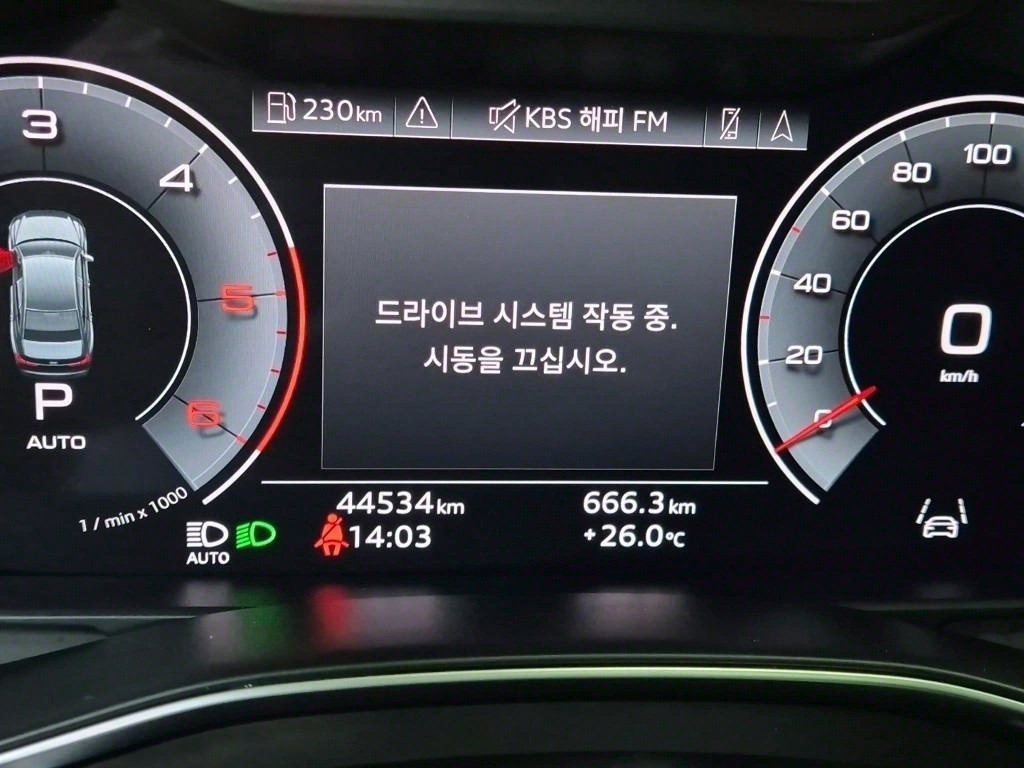 230km
KBS 해피 FM
3
4
5
6
1 / min x 1000
P
AUTO
드라이브 시스템 작동 중.
시동을 끄십시오.
100
80
60
40
20
0
0
km/h
44534km
666.3km
AUTO
14:03
+26.0°C